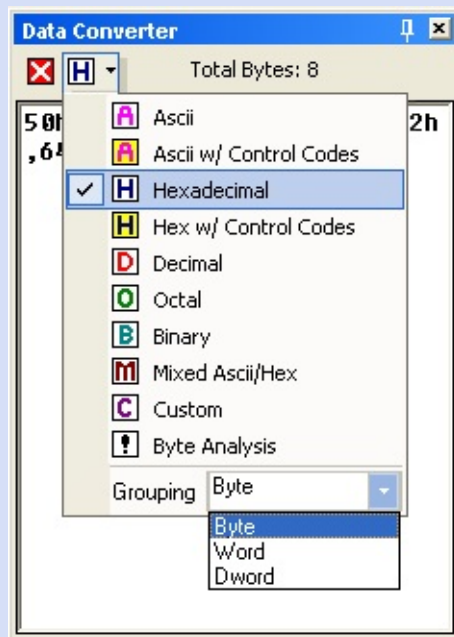 Data Converter
H Total Bytes: 8
50h 2h
,64
A Ascii
A Ascii w/ Control Codes
H Hexadecimal
H Hex w/ Control Codes
D Decimal
O Octal
B Binary
M Mixed Ascii/Hex
C Custom
! Byte Analysis
Grouping Byte
Byte
Word
Dword